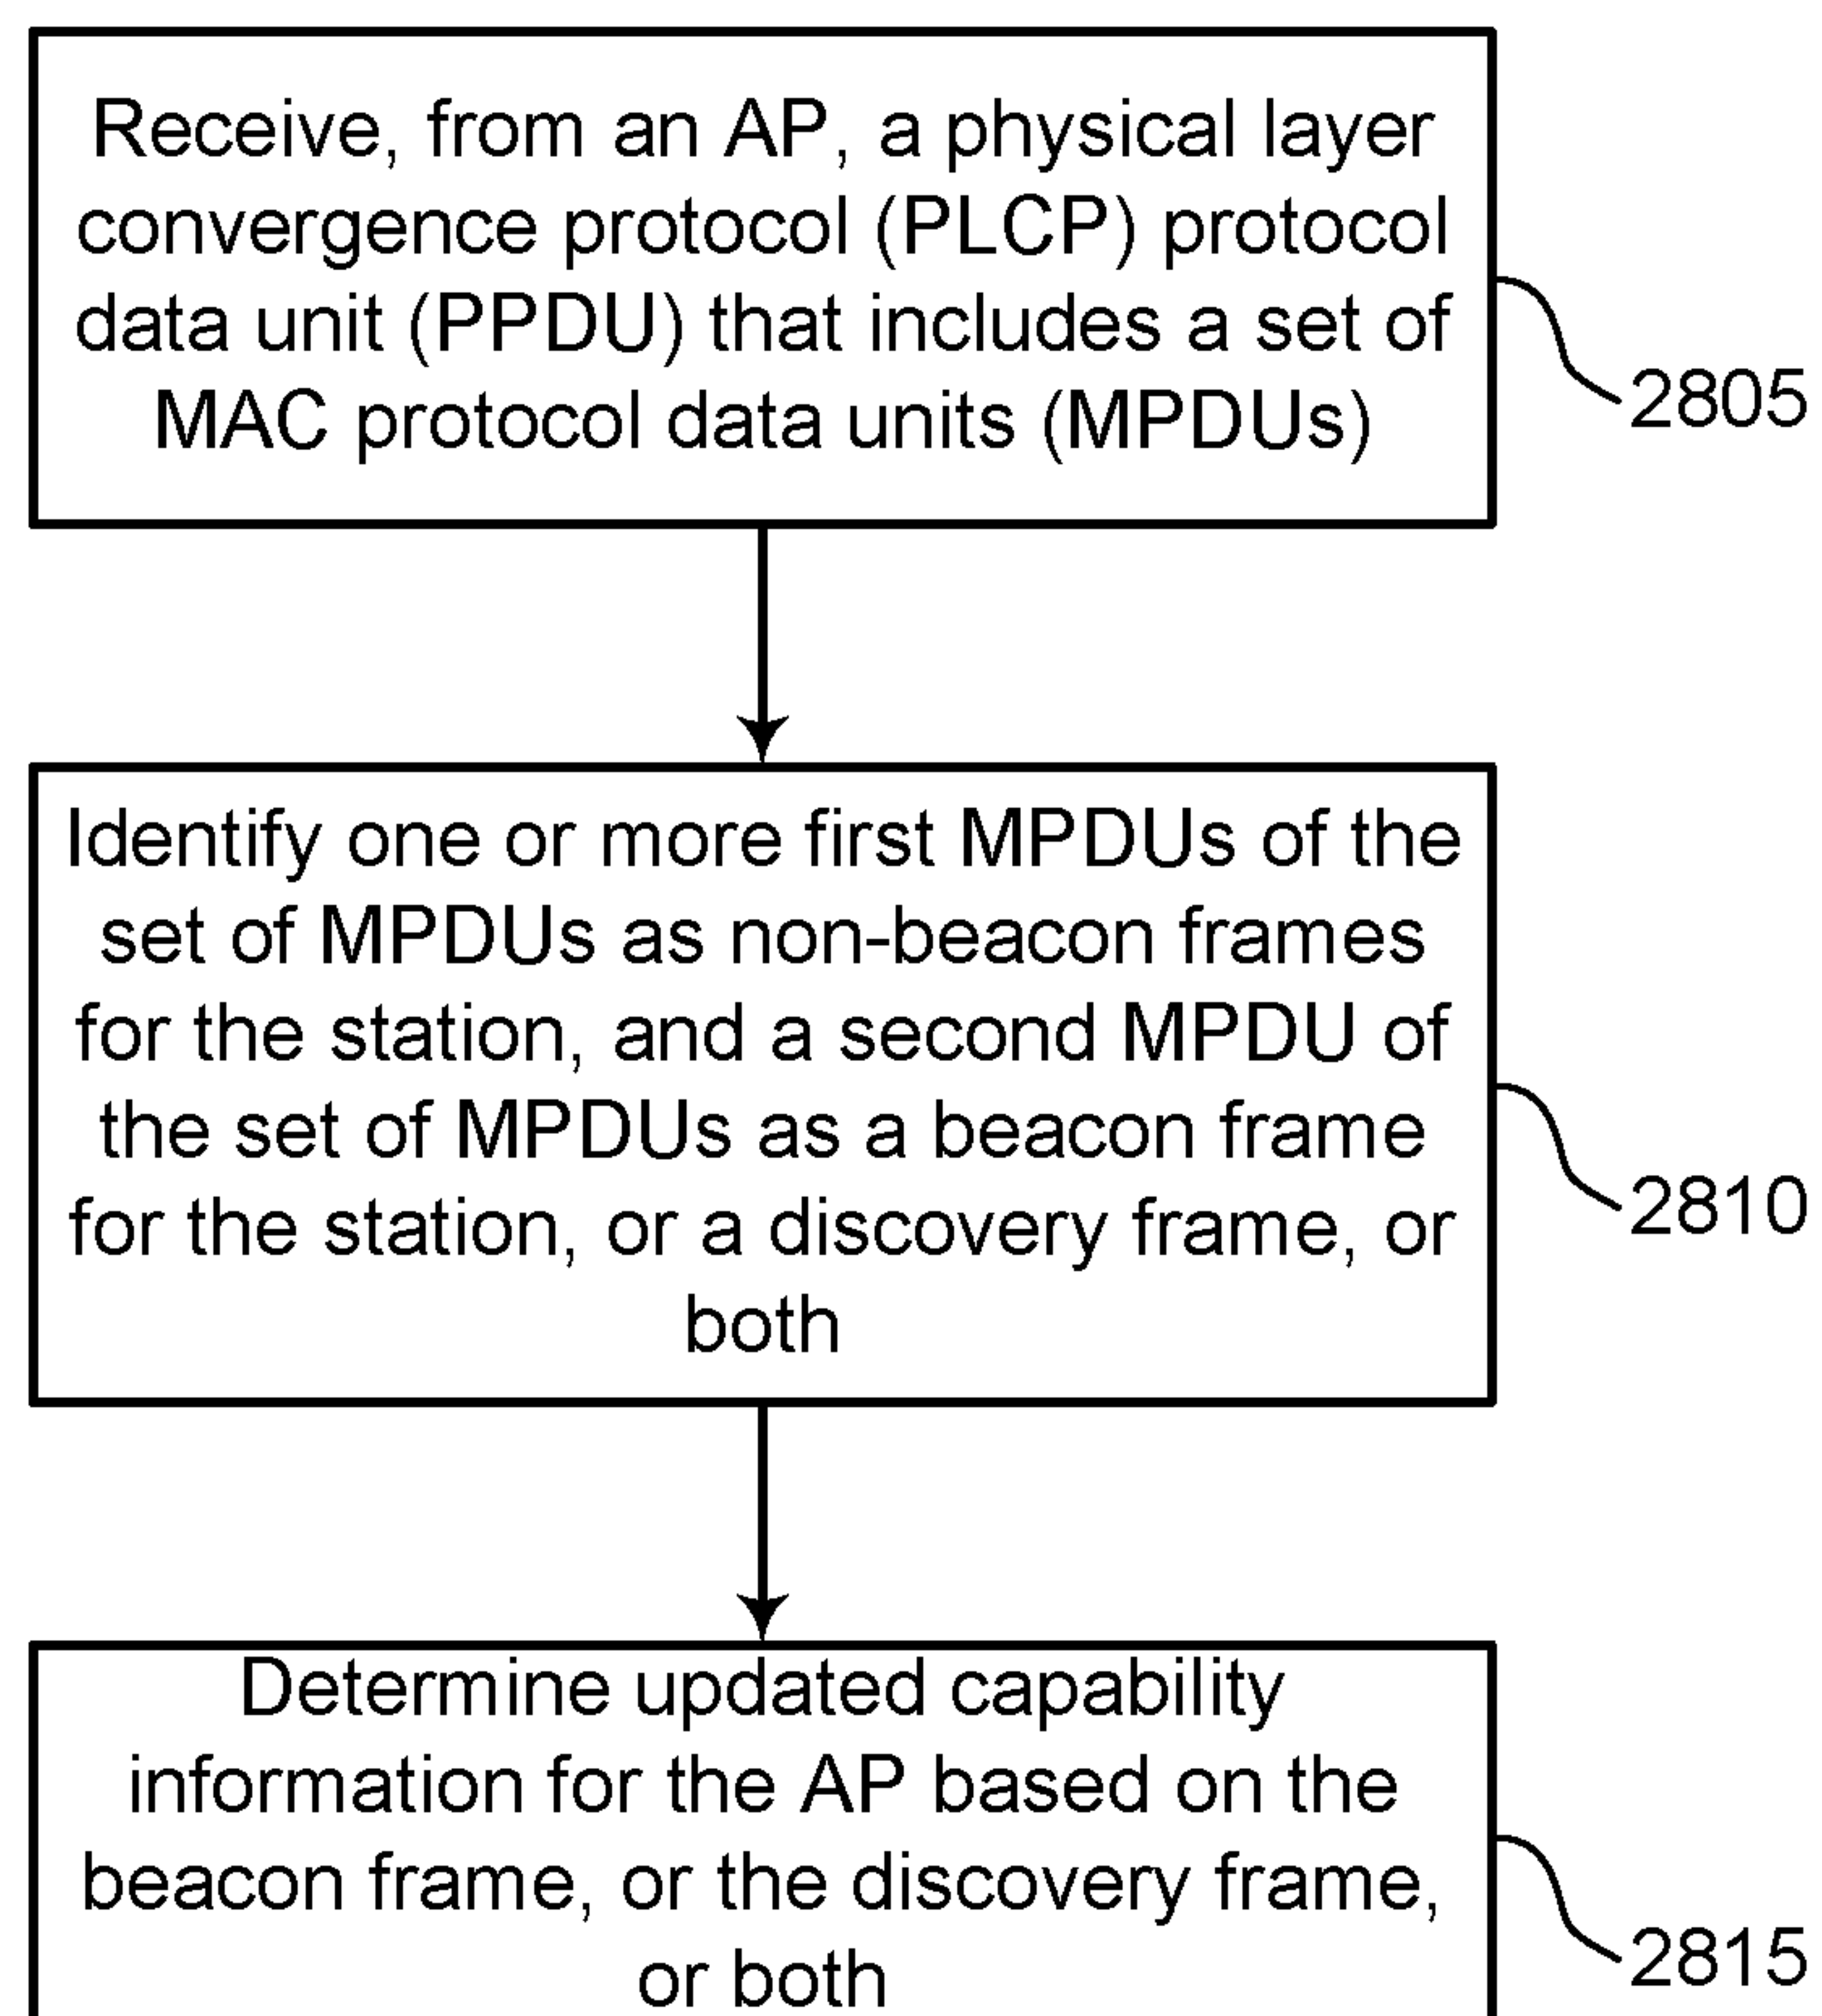 Receive, from an AP, a physical layer
convergence protocol (PLCP) protocol
data unit (PPDU) that includes a set of
MAC protocol data units (MPDUs)
2805
Identify one or more first MPDUs of the
set of MPDUs as non-beacon frames
for the station, and a second MPDU of
the set of MPDUs as a beacon frame
for the station, or a discovery frame, or
both
2810
Determine updated capability
information for the AP based on the
beacon frame, or the discovery frame,
or both
2815